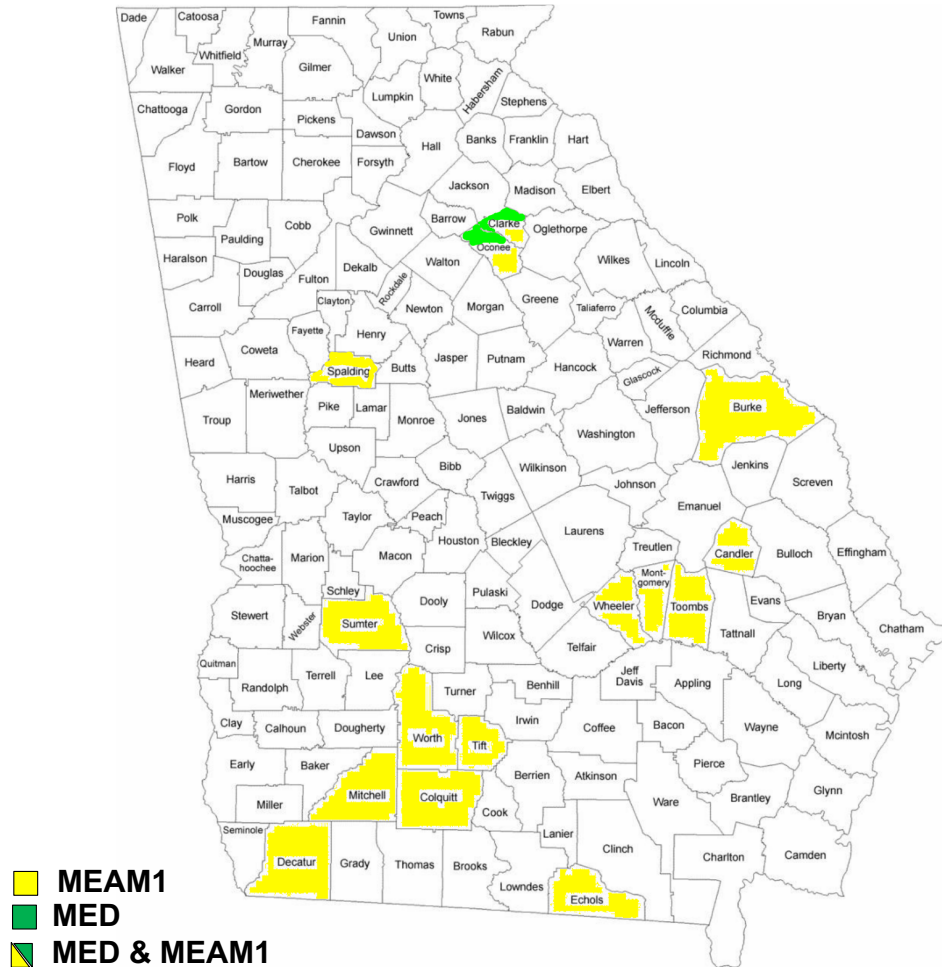 Dade
Catoosa
Fannin
Towns
Rabun
Union
Murray
Whitfield
Walker
Gilmer
White
Habersham
Lumpkin
Stephens
Chattooga
Gordon
Pickens
Dawson
Hall
Banks
Franklin
Hart
Floyd
Bartow
Cherokee
Forsyth
Jackson
Madison
Elbert
Polk
Cobb
Gwinnett
Barrow
Clarke
Oglethorpe
Paulding
Oconee
Haralson
Douglas
Fulton
Dekalb
Walton
Wilkes
Lincoln
Rockdale
Carroll
Clayton
Newton
Morgan
Greene
Taliaferro
Mcduffie
Columbia
Fayette
Henry
Warren
Heard
Coweta
Spalding
Butts
Jasper
Putnam
Hancock
Glascock
Richmond
Troup
Meriwether
Pike
Lamar
Monroe
Jones
Baldwin
Jefferson
Burke
Washington
Upson
Bibb
Wilkinson
Jenkins
Screven
Harris
Talbot
Crawford
Twiggs
Johnson
Emanuel
Muscogee
Taylor
Peach
Houston
Bleckley
Laurens
Chatta-
hoochee
Marion
Macon
Treutlen
Candler
Bulloch
Effingham
Schley
Dooly
Pulaski
Dodge
Wheeler
Mont-
gomery
Toombs
Evans
Bryan
Stewert
Webster
Sumter
Wilcox
Telfair
Tattnall
Chatham
Crisp
Quitman
Randolph
Terrell
Lee
Turner
Benhill
Jeff
Davis
Appling
Long
Liberty
Clay
Calhoun
Dougherty
Worth
Tift
Irwin
Coffee
Bacon
Wayne
Mcintosh
Early
Baker
Mitchell
Colquitt
Berrien
Atkinson
Pierce
Miller
Cook
Ware
Brantley
Glynn
Seminole
Decatur
Grady
Thomas
Brooks
Lanier
Clinch
Charlton
Camden
Lowndes
Echols
MEAM1
MED
MED & MEAM1